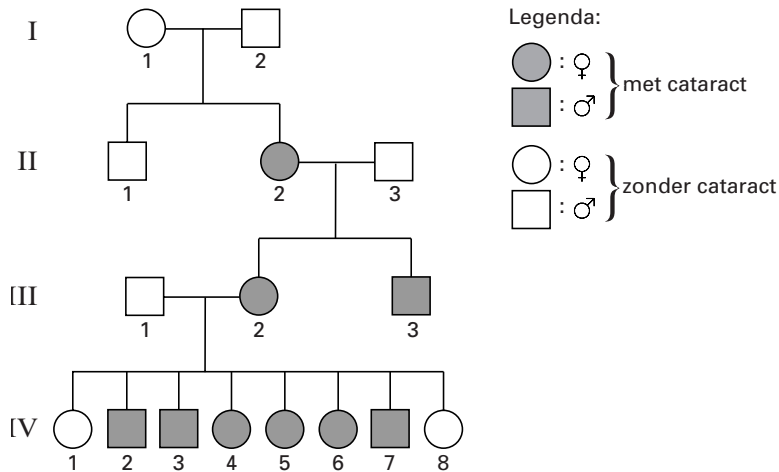 I
1
2
II
1
2
3
[II
1
2
3
[V
1
2
3
4
5
6
7
8
Legenda:
: ♀
: ♂
met cataract
: ♀
: ♂
zonder cataract